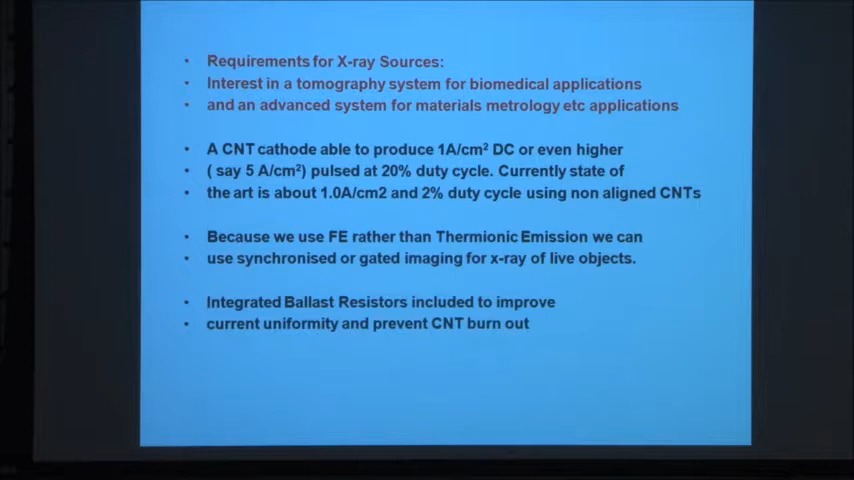 • Requirements for X-ray Sources:
• Interest in a tomography system for biomedical applications
• and an advanced system for materials metrology etc applications
• A CNT cathode able to produce 1A/cm² DC or even higher
• ( say 5 A/cm²) pulsed at 20% duty cycle. Currently state of
• the art is about 1.0A/cm2 and 2% duty cycle using non aligned CNTs
• Because we use FE rather than Thermionic Emission we can
• use synchronised or gated imaging for x-ray of live objects.
• Integrated Ballast Resistors included to improve
• current uniformity and prevent CNT burn out